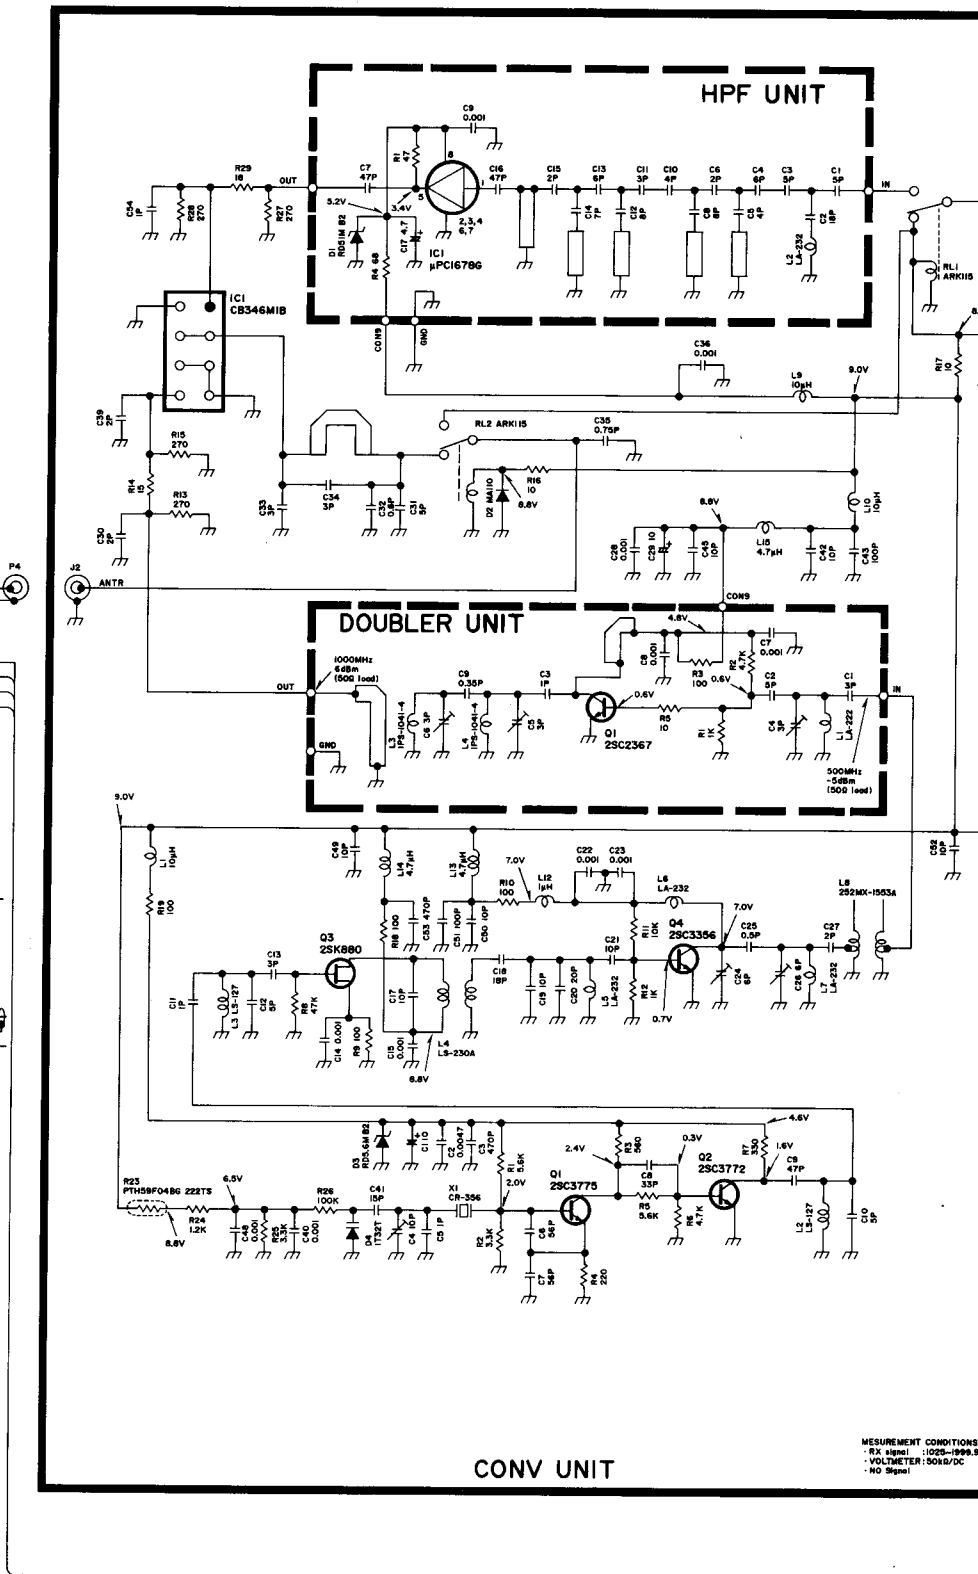 HPF UNIT
C9
0.001
R1
47
8
C7
47P
5
1
C16
47P
C15
2P
C13
6P
C11
3P
C10
4P
C6
2P
C4
6P
C3
5P
C1
5P
IN
OUT
R29
18
C54
1P
R28
270
R27
270
5.2V
3.4V
2,3,4
6,7
D1
RD51M B2
C17 4.7
IC1
μPC1678G
R4 68
C14
7P
C12
8P
C8
8P
C5
4P
C2
18P
L2
LA-232
RL1
ARK115
IC1
CB346M1B
CON9
GND
C36
0.001
L9
10μH
9.0V
R17
10
C39
2P
R15
270
R14
15
R13
270
C30
2P
RL2 ARK115
C35
0.75P
C33
3P
C34
3P
C32
C31
5P
D2 MA110
R16
10
8.8V
8.8V
L10
10μH
C28
0.001
C29 10
C45
10P
L15
4.7μH
C42
10P
C43
100P
P4
J2
ANTR
CON9
DOUBLER UNIT
1000MHz
6dBm
(50Ω load)
OUT
GND
L3
IPS-1041-4
C6 3P
C9
0.35P
L4
IPS-1041-4
C5
3P
C3
1P
4.8V
C8
0.001
R3
100
0.6V
R2
4.7K
C7
0.001
0.6V
R5
10
Q1
2SC2367
R1
1K
C2
5P
C4
3P
L1
LA-222
C1
3P
IN
500MHz
-5dBm
(50Ω load)
9.0V
L1
10μH
R19
100
C49
10P
L14
4.7μH
L13
4.7μH
7.0V
R10
100
L12
1μH
C22
0.001
C23
0.001
L6
LA-232
C52
10P
L8
252MX-1553A
R18 100
C53 470P
C51 100P
C50 10P
Q3
2SK880
R11
10K
Q4
2SC3356
7.0V
C25
0.5P
C27
2P
C11
1P
C13
3P
L3 LS-127
C12
5P
R8
47K
C14 0.001
R9 100
C17
10P
C15
0.001
L4
LS-230A
8.8V
C18
18P
C19 10P
C20 20P
L5
LA-232
C21
10P
R12
1K
0.7V
C24
6P
C26 6P
L7
LA-232
D3
RD5.6M B2
C1 10
C2
0.0047
C3
470P
R1
5.6K
2.0V
2.4V
R3
560
0.3V
C8
33P
R5
5.6K
R6
4.7K
Q2
2SC3772
R7
330
4.6V
1.6V
C9
47P
R23
PTH59F04BG 222TS
8.8V
R24
1.2K
6.5V
C48
0.001
R25
3.3K
C40
0.001
R26
100K
D4
1T32T
C41
15P
C4 10P
C5 1P
X1
CR-356
R2
3.3K
C6
56P
C7
56P
Q1
2SC3775
R4
220
L2
LS-127
C10
5P
CONV UNIT
MESUREMENT CONDITIONS
· RX signal :1025~1999.9
· VOLTMETER : 50kΩ/DC
· NO Signal